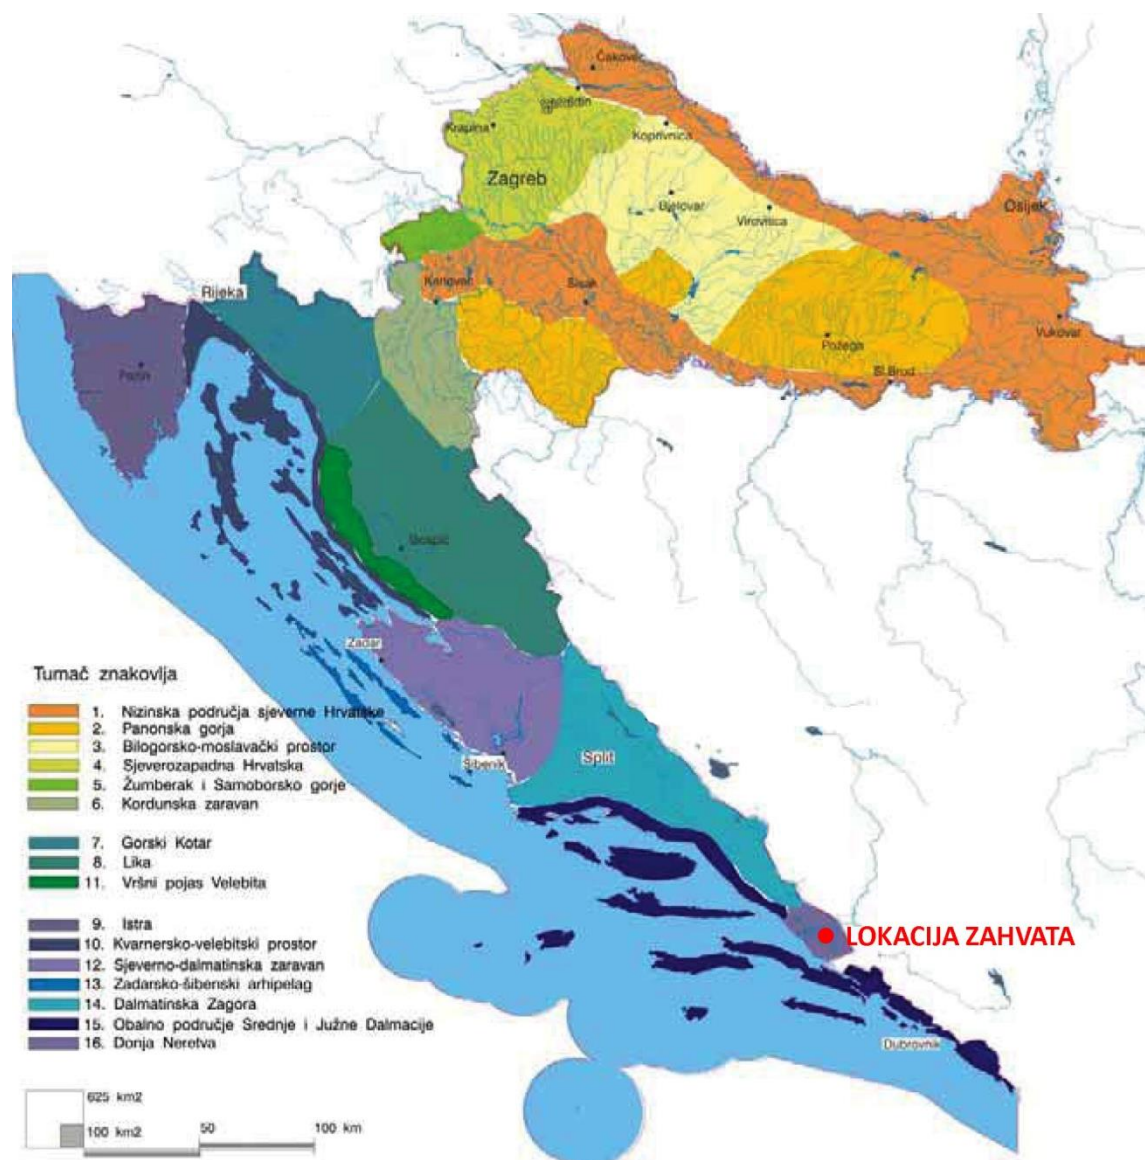 Čakovec
Varaždin
Krapina
Koprivnica
Zagreb
Bjelovar
Virovitica
Osijek
Rijeka
Karlovac
Sisak
Vukovar
Požega
Pazin
Sl.Brod
Gospić
Zadar
Tumač znakovlja
1. Nizinska područja sjeverne Hrvatske
2. Panonska gorja
3. Bilogorsko-moslavački prostor
4. Sjeverozapadna Hrvatska
5. Žumberak i Samoborsko gorje
6. Kordunska zaravan
Šibenik
Split
7. Gorski Kotar
8. Lika
11. Vršni pojas Velebita
9. Istra
10. Kvarnersko-velebitski prostor
12. Sjeverno-dalmatinska zaravan
13. Zadarsko-šibenski arhipelag
14. Dalmatinska Zagora
15. Obalno područje Srednje i Južne Dalmacije
16. Donja Neretva
LOKACIJA ZAHVATA
Dubrovnik
625 km2
100 km2
50
100 km